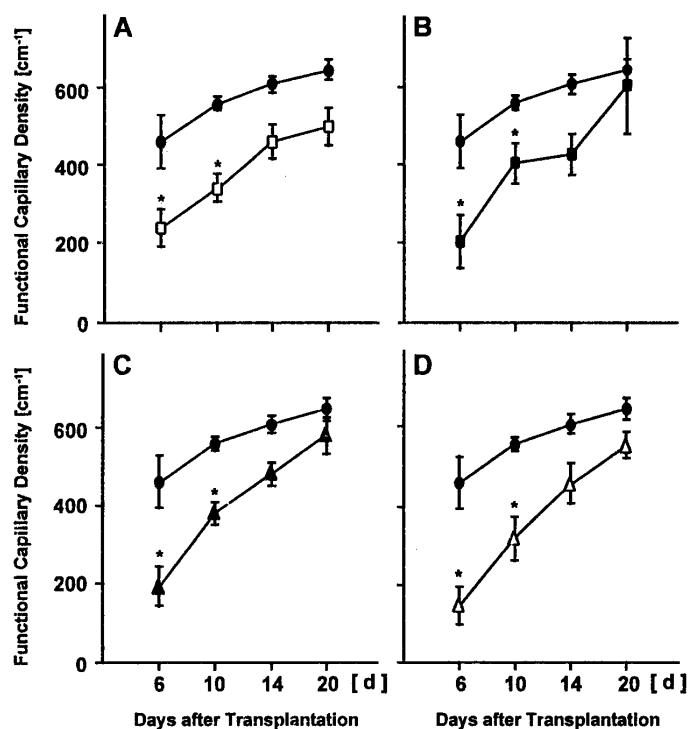 A
B
Functional Capillary Density [cm⁻¹]
600
400
200
0
*
*
*
*
C
D
Functional Capillary Density [cm⁻¹]
600
400
200
0
*
*
*
*
6 10 14 20 [ d ]
6 10 14 20 [ d ]
Days after Transplantation
Days after Transplantation